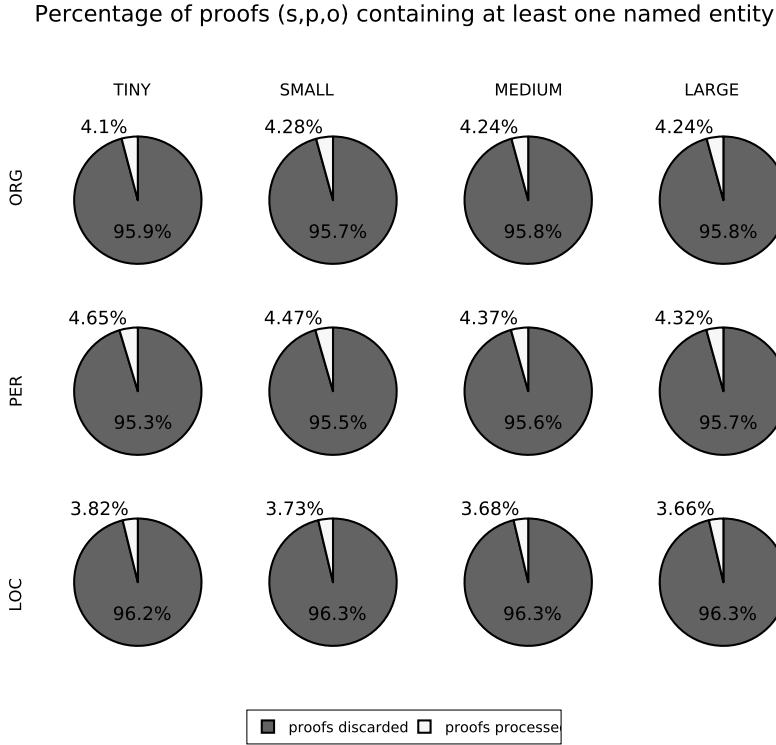 Percentage of proofs (s,p,o) containing at least one named entity
TINY SMALL MEDIUM LARGE
4.1% 4.28% 4.24% 4.24%
ORG
95.9% 95.7% 95.8% 95.8%
4.65% 4.47% 4.37% 4.32%
PER
95.3% 95.5% 95.6% 95.7%
3.82% 3.73% 3.68% 3.66%
LOC
96.2% 96.3% 96.3% 96.3%
proofs discarded proofs processe